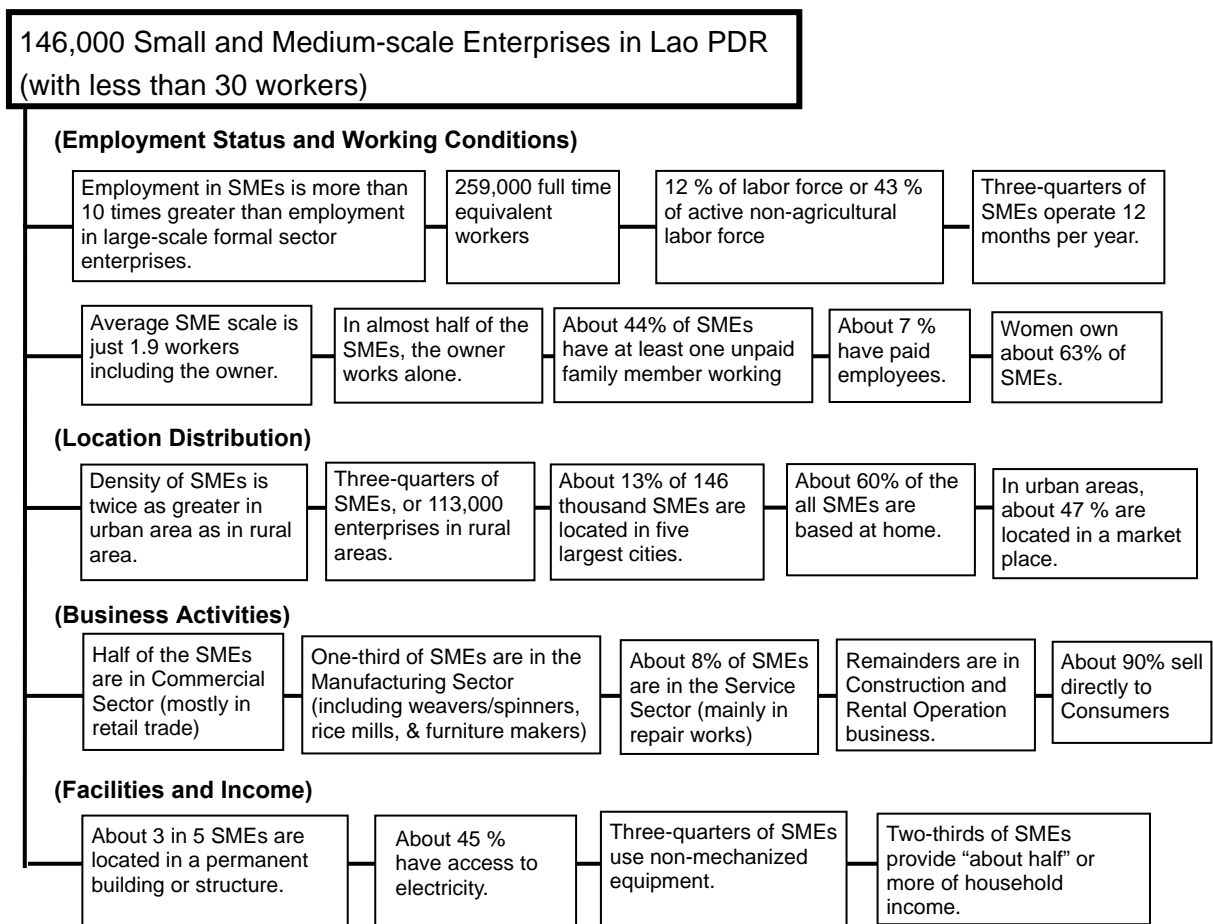 146,000 Small and Medium-scale Enterprises in Lao PDR
(with less than 30 workers)
(Employment Status and Working Conditions)
Employment in SMEs is more than
10 times greater than employment
in large-scale formal sector
enterprises.
259,000 full time
equivalent
workers
12 % of labor force or 43 %
of active non-agricultural
labor force
Three-quarters of
SMEs operate 12
months per year.
Average SME scale is
just 1.9 workers
including the owner.
In almost half of the
SMEs, the owner
works alone.
About 44% of SMEs
have at least one unpaid
family member working
About 7 %
have paid
employees.
Women own
about 63% of
SMEs.
(Location Distribution)
Density of SMEs is
twice as greater in
urban area as in rural
area.
Three-quarters of
SMEs, or 113,000
enterprises in rural
areas.
About 13% of 146
thousand SMEs are
located in five
largest cities.
About 60% of the
all SMEs are
based at home.
In urban areas,
about 47 % are
located in a market
place.
(Business Activities)
Half of the SMEs
are in Commercial
Sector (mostly in
retail trade)
One-third of SMEs are in the
Manufacturing Sector
(including weavers/spinners,
rice mills, & furniture makers)
About 8% of SMEs
are in the Service
Sector (mainly in
repair works)
Remainders are in
Construction and
Rental Operation
business.
About 90% sell
directly to
Consumers
(Facilities and Income)
About 3 in 5 SMEs are
located in a permanent
building or structure.
About 45 %
have access to
electricity.
Three-quarters of SMEs
use non-mechanized
equipment.
Two-thirds of SMEs
provide “about half” or
more of household
income.